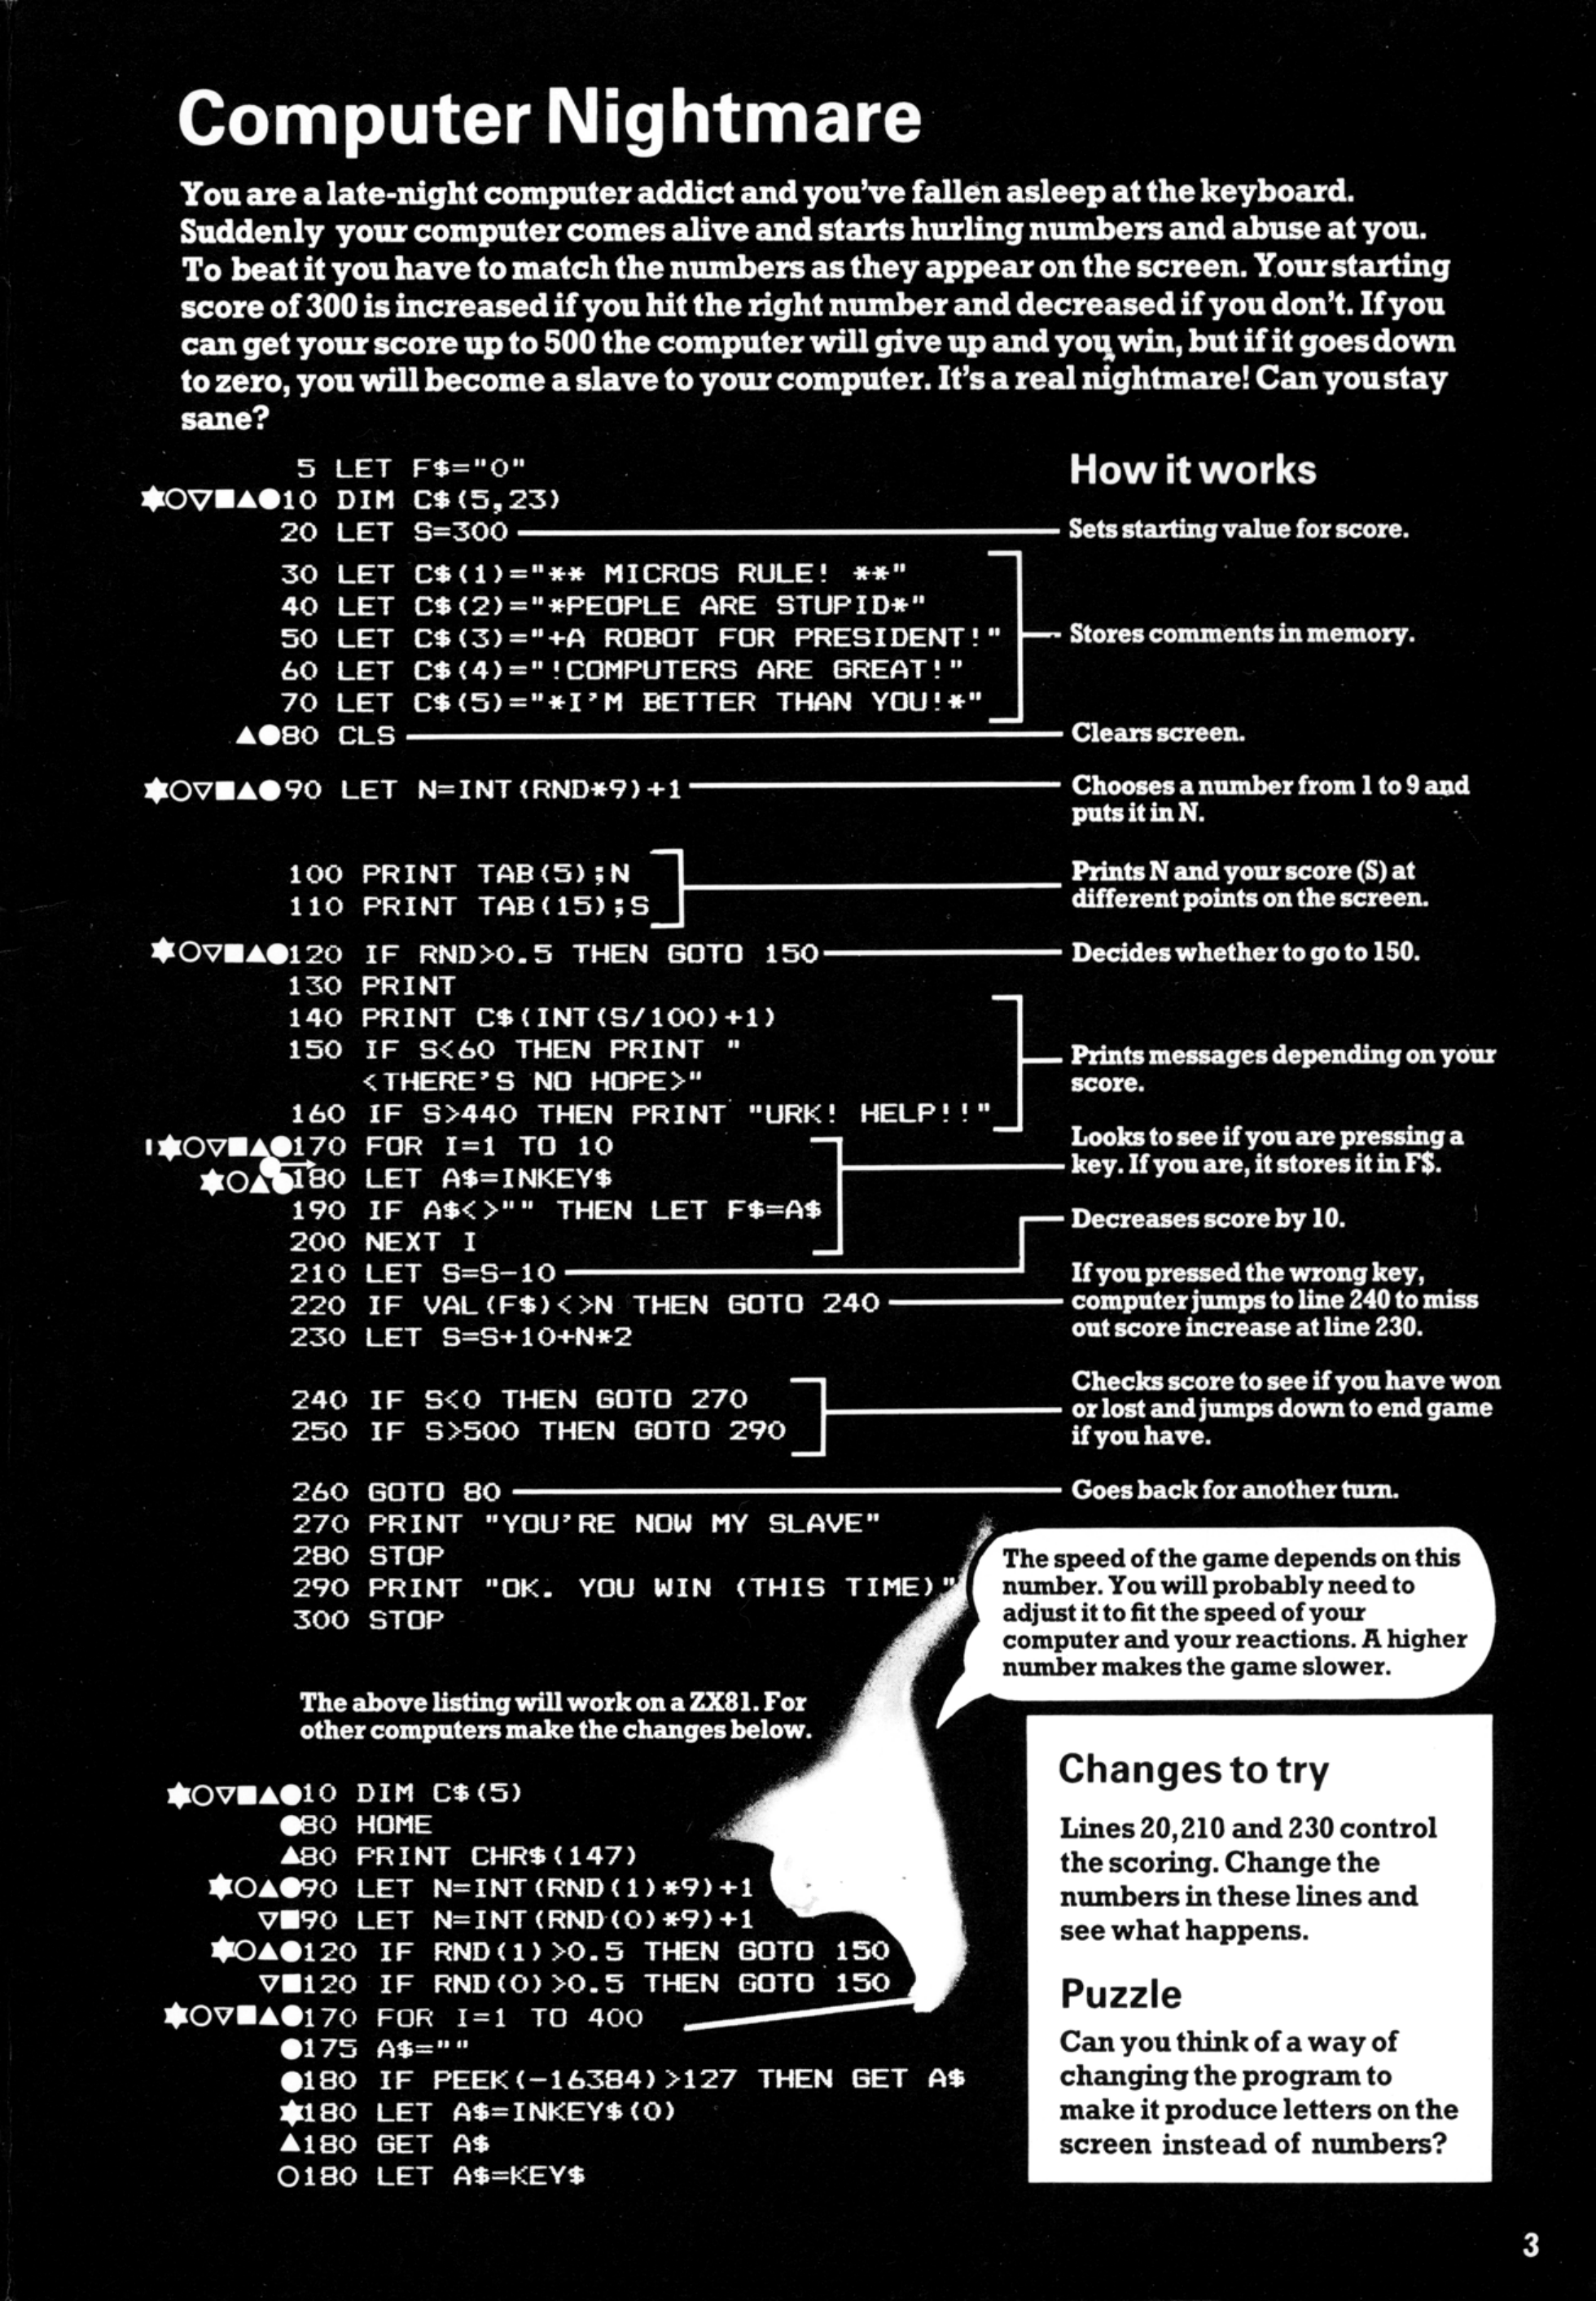 Computer Nightmare
You are a late-night computer addict and you've fallen asleep at the keyboard.
Suddenly your computer comes alive and starts hurling numbers and abuse at you.
To beat it you have to match the numbers as they appear on the screen. Your starting
score of 300 is increased if you hit the right number and decreased if you don't. If you
can get your score up to 500 the computer will give up and you win, but if it goes down
to zero, you will become a slave to your computer. It's a real nightmare! Can you stay
sane?
How it works
5 LET F$="0"
★○▽■▲●10 DIM C$(5,23)
20 LET S=300
Sets starting value for score.
30 LET C$(1)="** MICROS RULE! **"
40 LET C$(2)="*PEOPLE ARE STUPID*"
50 LET C$(3)="+A ROBOT FOR PRESIDENT!"
60 LET C$(4)="!COMPUTERS ARE GREAT!"
70 LET C$(5)="*I'M BETTER THAN YOU!*"
Stores comments in memory.
▲●80 CLS
Clears screen.
★○▽■▲●90 LET N=INT(RND*9)+1
Chooses a number from 1 to 9 and
puts it in N.
100 PRINT TAB(5);N
110 PRINT TAB(15);S
Prints N and your score (S) at
different points on the screen.
★○▽■▲●120 IF RND>0.5 THEN GOTO 150
Decides whether to go to 150.
130 PRINT
140 PRINT C$(INT(S/100)+1)
150 IF S<60 THEN PRINT "
<THERE'S NO HOPE>"
160 IF S>440 THEN PRINT "URK! HELP!!"
Prints messages depending on your
score.
★○▽■▲●170 FOR I=1 TO 10
★○▲●180 LET A$=INKEY$
190 IF A$<>"" THEN LET F$=A$
200 NEXT I
Looks to see if you are pressing a
key. If you are, it stores it in F$.
210 LET S=S-10
Decreases score by 10.
220 IF VAL(F$)<>N THEN GOTO 240
230 LET S=S+10+N*2
If you pressed the wrong key,
computer jumps to line 240 to miss
out score increase at line 230.
240 IF S<0 THEN GOTO 270
250 IF S>500 THEN GOTO 290
Checks score to see if you have won
or lost and jumps down to end game
if you have.
260 GOTO 80
Goes back for another turn.
270 PRINT "YOU'RE NOW MY SLAVE"
280 STOP
290 PRINT "OK. YOU WIN (THIS TIME)"
300 STOP
The speed of the game depends on this
number. You will probably need to
adjust it to fit the speed of your
computer and your reactions. A higher
number makes the game slower.
The above listing will work on a ZX81. For
other computers make the changes below.
★○▽■▲●10 DIM C$(5)
●80 HOME
▲80 PRINT CHR$(147)
★○▲●90 LET N=INT(RND(1)*9)+1
▽■90 LET N=INT(RND(0)*9)+1
★○▲●120 IF RND(1)>0.5 THEN GOTO 150
▽■120 IF RND(0)>0.5 THEN GOTO 150
★○▽■▲●170 FOR I=1 TO 400
●175 A$=""
●180 IF PEEK(-16384)>127 THEN GET A$
★180 LET A$=INKEY$(0)
▲180 GET A$
○180 LET A$=KEY$
Changes to try
Lines 20,210 and 230 control
the scoring. Change the
numbers in these lines and
see what happens.
Puzzle
Can you think of a way of
changing the program to
make it produce letters on the
screen instead of numbers?
3